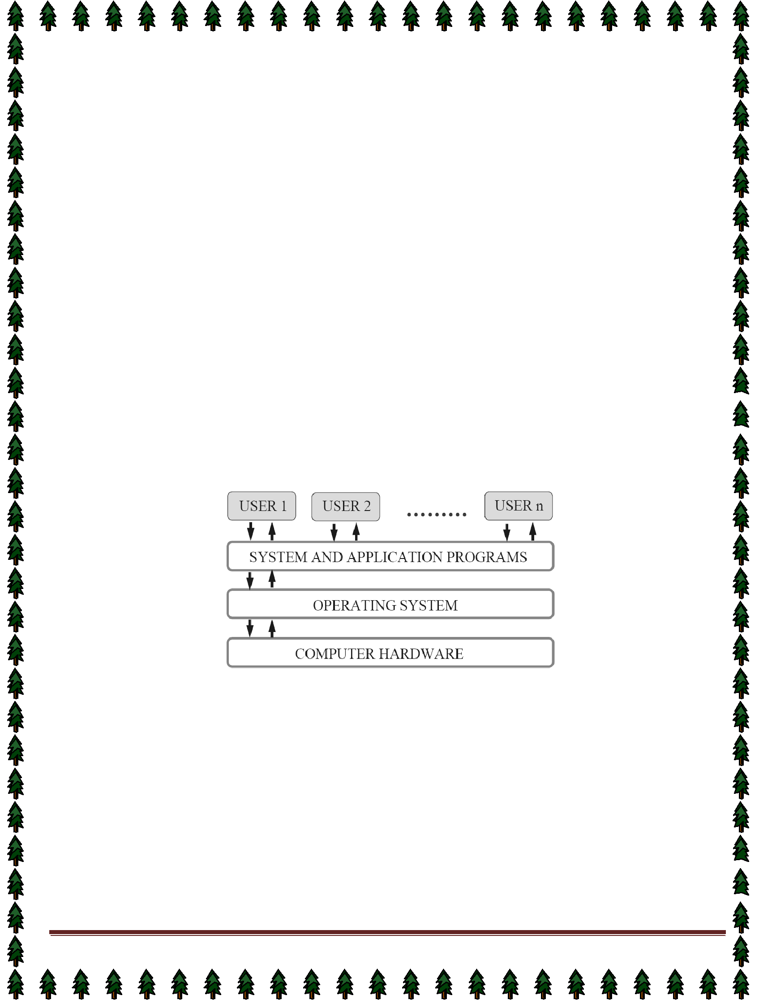 USER 1 USER 2 ......... USER n
SYSTEM AND APPLICATION PROGRAMS
OPERATING SYSTEM
COMPUTER HARDWARE